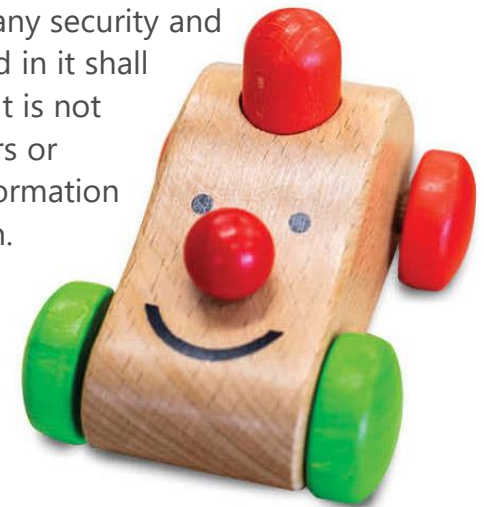 any security and
d in it shall
t is not
rs or
ormation
n.